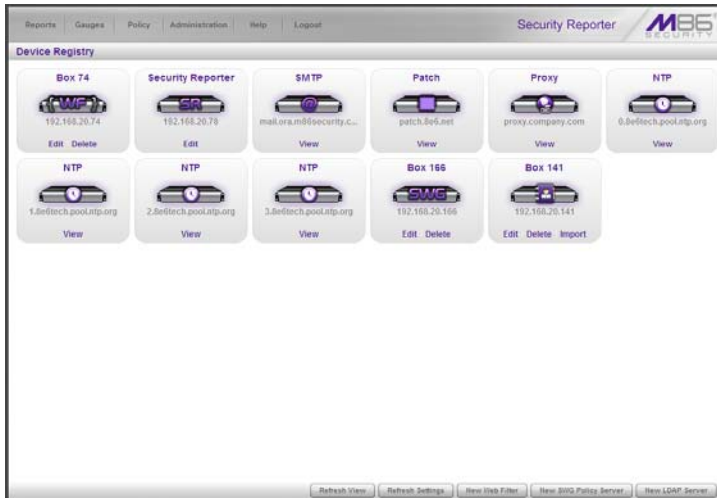 Reports Gauges Policy Administration Help Logout Security Reporter M86 SECURITY
Device Registry
Box 74 Security Reporter SMTP Patch Proxy NTP
WF SR @
192.168.20.74 192.168.20.78 mail.ora.m86security.c... patch.8e6.net proxy.company.com 0.8e6tech.pool.ntp.org
Edit Delete Edit View View View View
NTP NTP NTP Box 166 Box 141
SWG
1.8e6tech.pool.ntp.org 2.8e6tech.pool.ntp.org 3.8e6tech.pool.ntp.org 192.168.20.166 192.168.20.141
View View View Edit Delete Edit Delete Import
Refresh View Refresh Settings New Web Filter New SWG Policy Server New LDAP Server